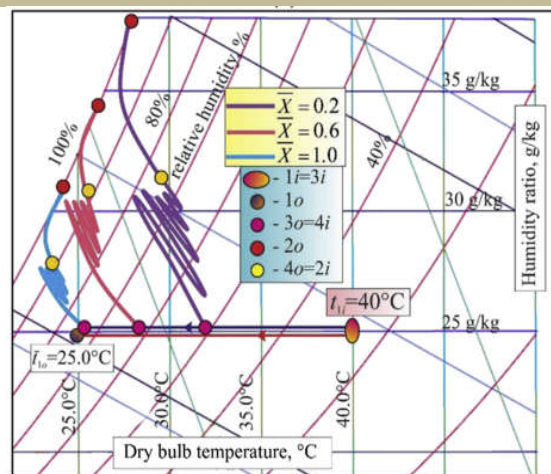 35 g/kg
80%
relative humidity, %
100%
40%
X̄ = 0.2
X̄ = 0.6
X̄ = 1.0
- 1i=3i
- 1o
- 3o=4i
- 2o
- 4o=2i
Humidity ratio, g/kg
30 g/kg
t₁ᵢ=40°C
25 g/kg
t̄₁ₒ=25.0°C
25.0°C
30.0°C
35.0°C
40.0°C
Dry bulb temperature, °C